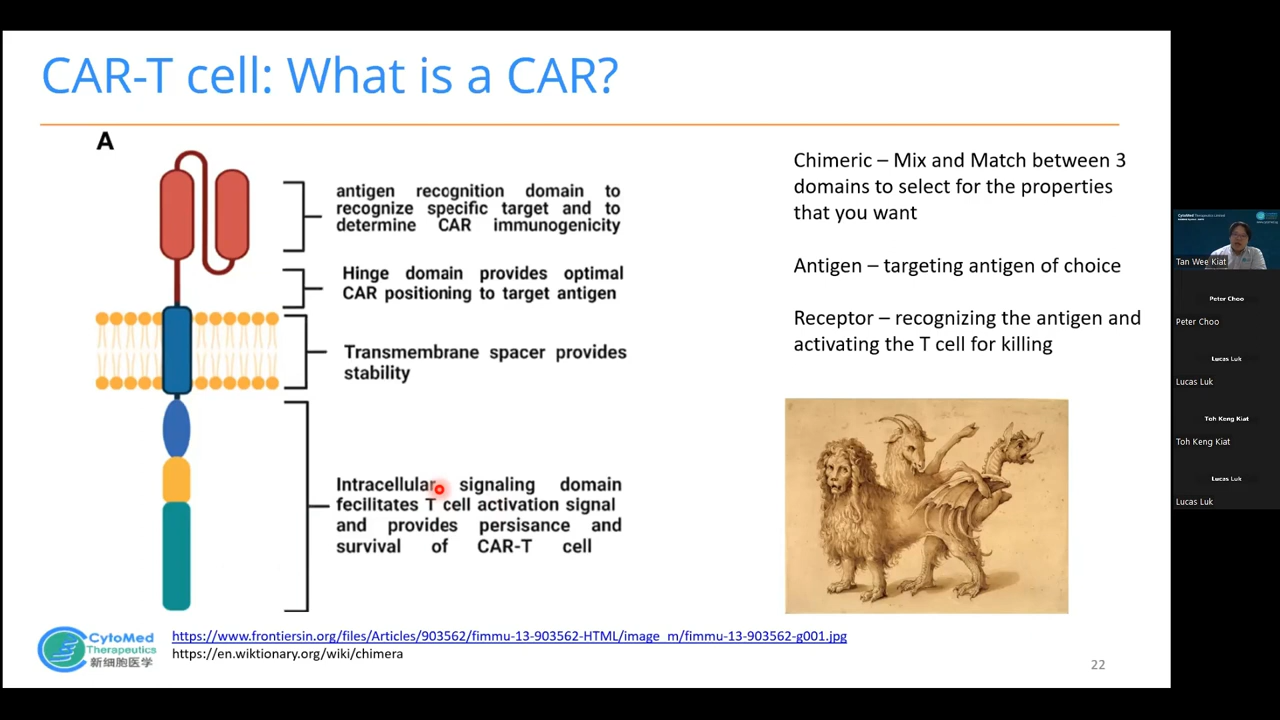 CAR-T cell: What is a CAR?
A
antigen recognition domain to
recognize specific target and to
determine CAR immunogenicity
Hinge domain provides optimal
CAR positioning to target antigen
Transmembrane spacer provides
stability
Intracellular signaling domain
fecilitates T cell activation signal
and provides persisance and
survival of CAR-T cell
Chimeric – Mix and Match between 3
domains to select for the properties
that you want
Antigen – targeting antigen of choice
Receptor – recognizing the antigen and
activating the T cell for killing
CytoMed
Therapeutics
新细胞医学
https://www.frontiersin.org/files/Articles/903562/fimmu-13-903562-HTML/image_m/fimmu-13-903562-g001.jpg
https://en.wiktionary.org/wiki/chimera
22
CytoMed Therapeutics Limited
Tan Wee Kiat
Peter Choo
Peter Choo
Lucas Luk
Lucas Luk
Toh Keng Kiat
Toh Keng Kiat
Lucas Luk
Lucas Luk